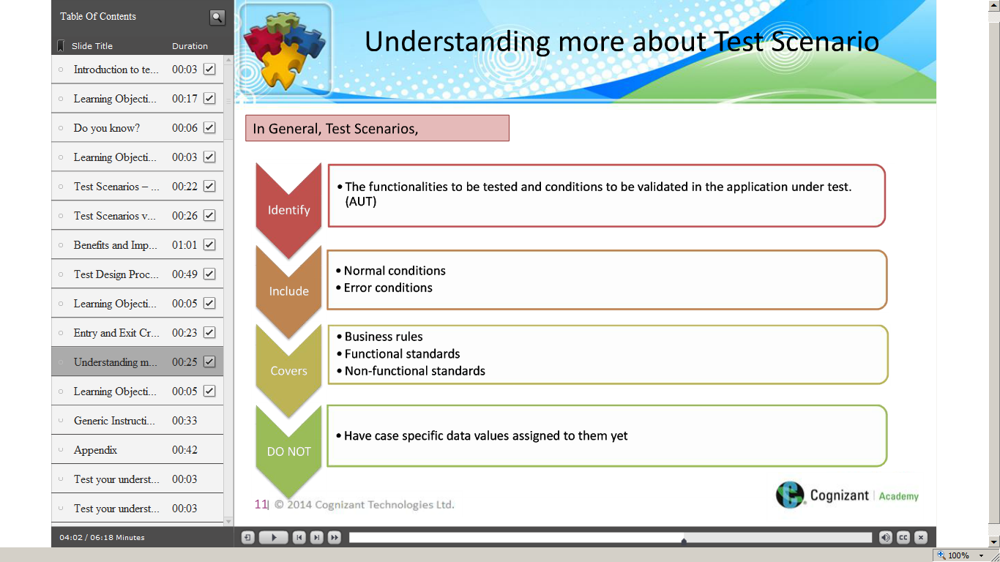 Table Of Contents
Slide Title Duration
Introduction to te... 00:03
Learning Objecti... 00:17
Do you know? 00:06
Learning Objecti... 00:03
Test Scenarios – ... 00:22
Test Scenarios v... 00:26
Benefits and Imp... 01:01
Test Design Proc... 00:49
Learning Objecti... 00:05
Entry and Exit Cr... 00:23
Understanding m... 00:25
Learning Objecti... 00:05
Generic Instructi... 00:33
Appendix 00:42
Test your underst... 00:03
Test your underst... 00:03
04:02 / 06:18 Minutes
Understanding more about Test Scenario
In General, Test Scenarios,
Identify
• The functionalities to be tested and conditions to be validated in the application under test.
(AUT)
Include
• Normal conditions
• Error conditions
Covers
• Business rules
• Functional standards
• Non-functional standards
DO NOT
• Have case specific data values assigned to them yet
11| © 2014 Cognizant Technologies Ltd.
Cognizant | Academy
CC
100%